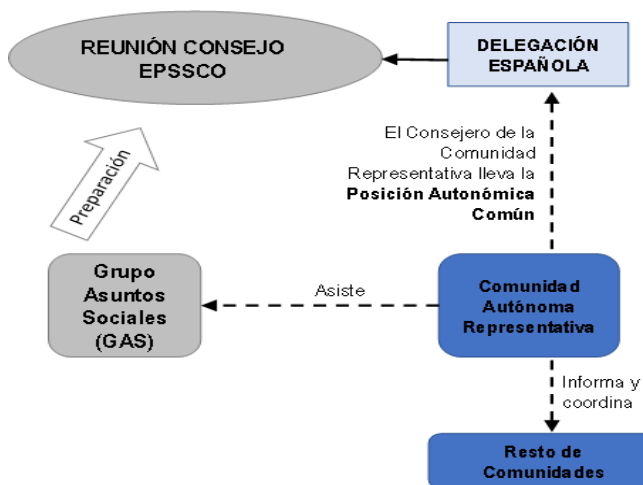 REUNIÓN CONSEJO
EPSSCO
DELEGACIÓN
ESPAÑOLA
El Consejero de la
Comunidad
Representativa lleva la
Posición Autonómica
Común
Preparación
Grupo
Asuntos
Sociales
(GAS)
Asiste
Comunidad
Autónoma
Representativa
Informa y
coordina
Resto de
Comunidades